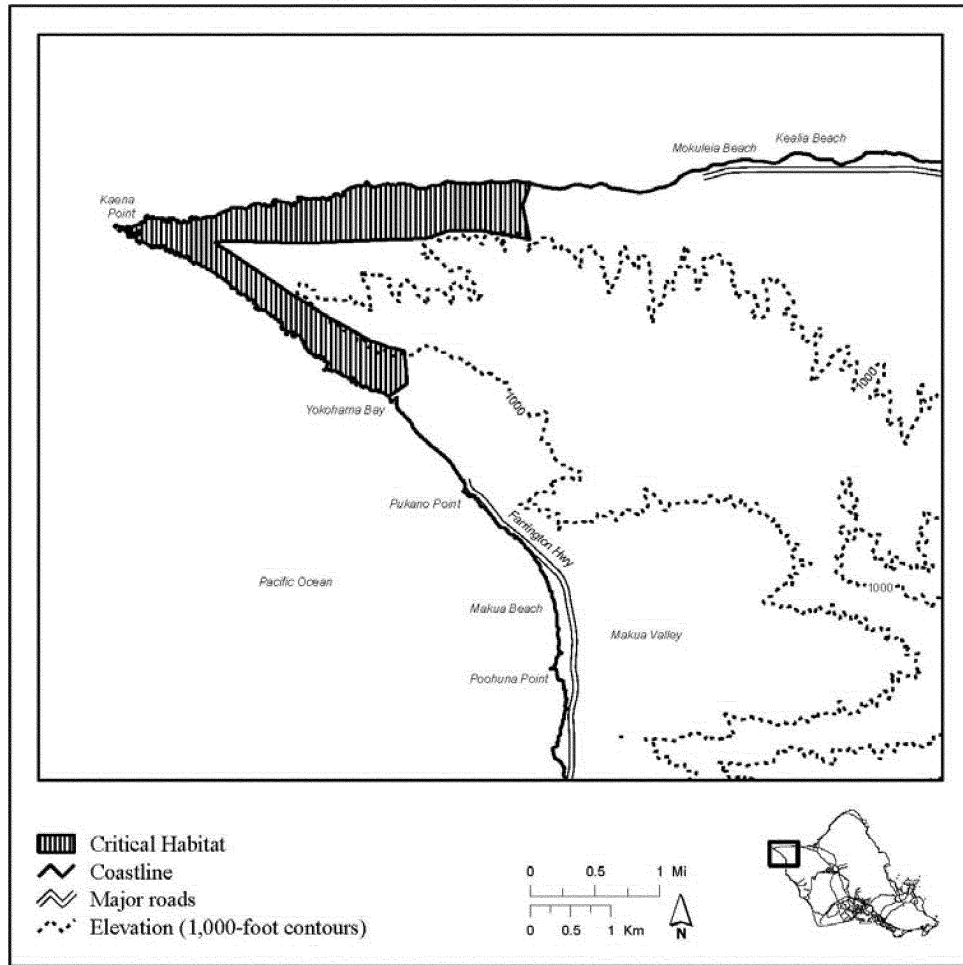 Kealia Beach
Mokuleia Beach
Kaena
Point
1000
1000
Yokohama Bay
Pukano Point
Farrington Hwy
Pacific Ocean
1000
Makua Beach
Makua Valley
Poohuna Point
Critical Habitat
Coastline
Major roads
Elevation (1,000-foot contours)
0 0.5 1 Mi
0 0.5 1 Km
N